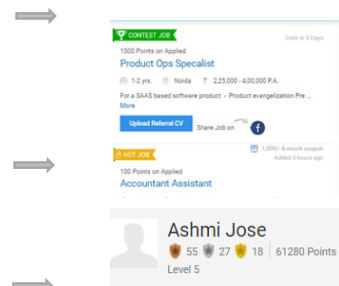 CONTEST JOB
Ends in 3 Days
1000 Points on Applied
Product Ops Specalist
1-2 yrs. Noida ₹ 2,25,000 - 4,00,000 P.A.
For a SAAS based software product - Product evangelization Pre ...
More
Upload Referral CV Share Job on f
HOT JOB
1,000/- & movie coupon
100 Points on Applied Added 2 hours ago
Accountant Assistant
Ashmi Jose
55 27 18 61280 Points
Level 5